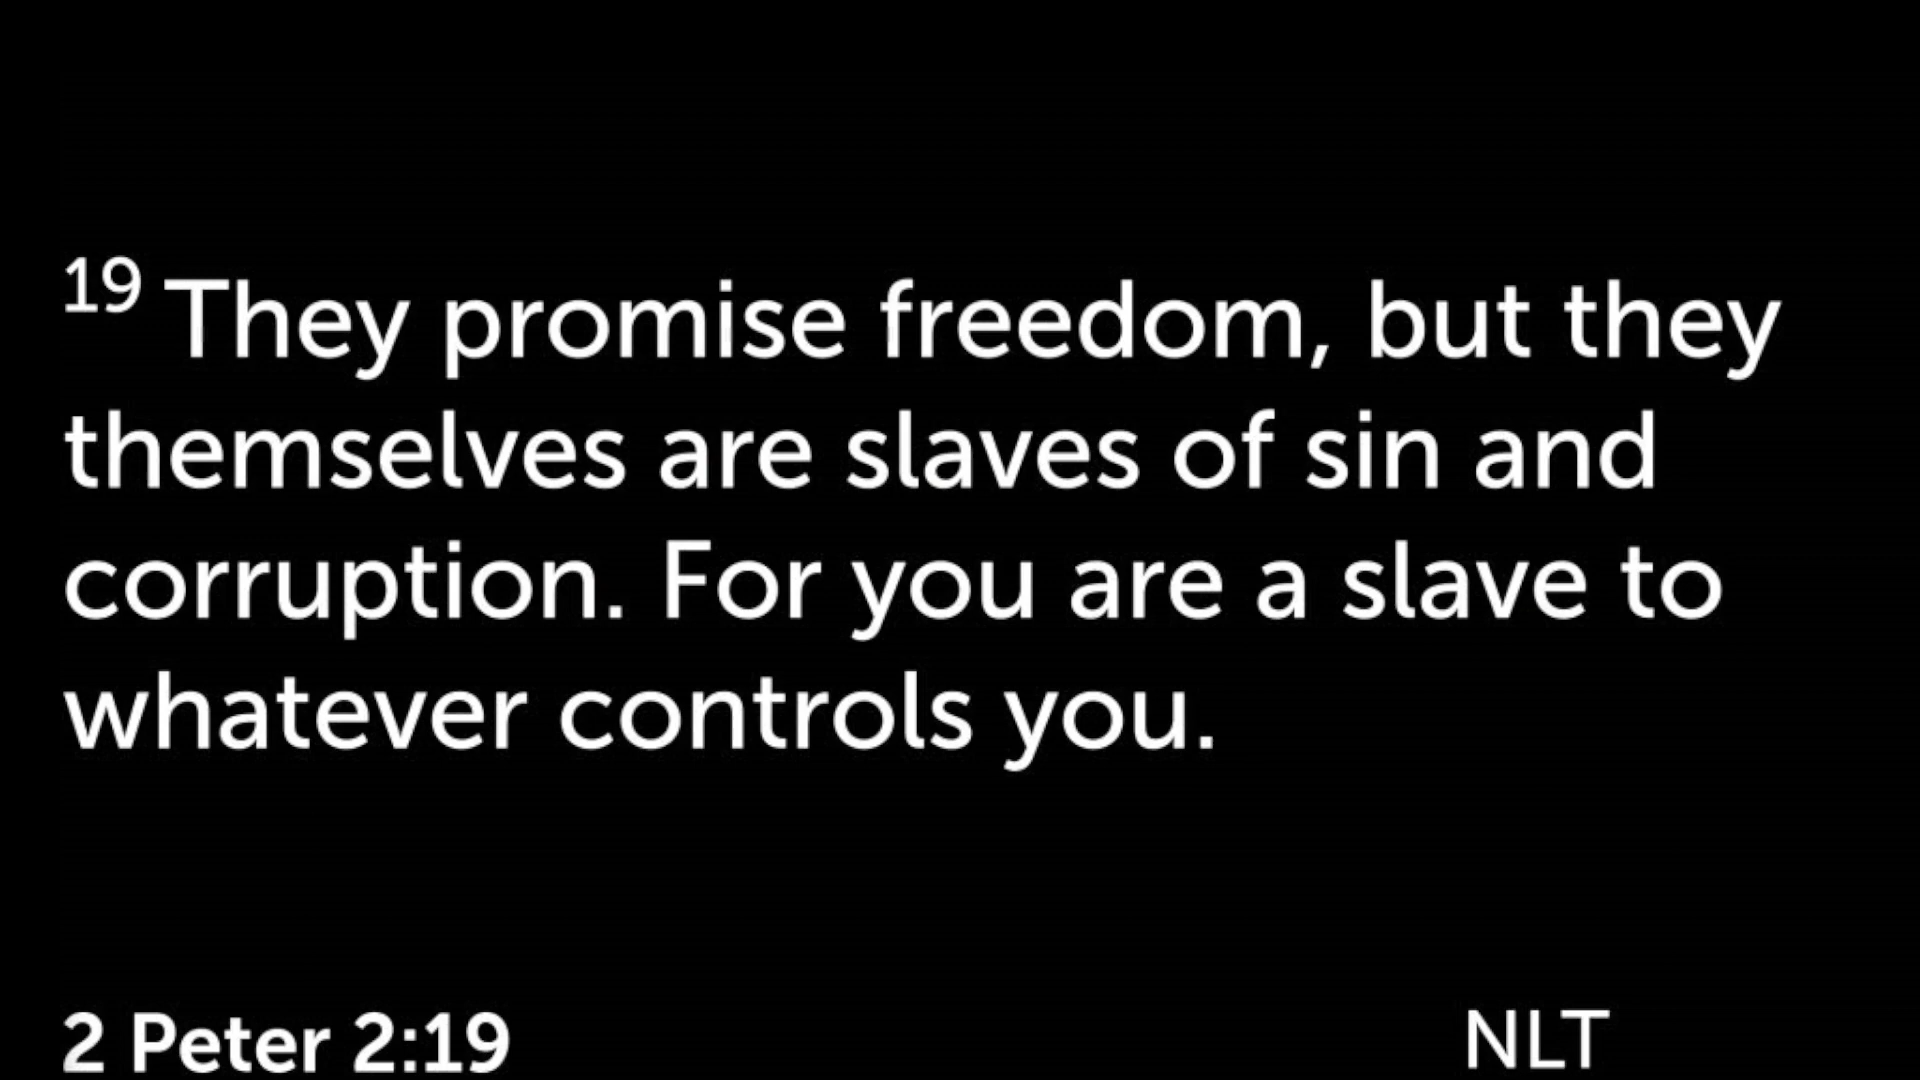 19 They promise freedom, but they
themselves are slaves of sin and
corruption. For you are a slave to
whatever controls you.
2 Peter 2:19 NLT